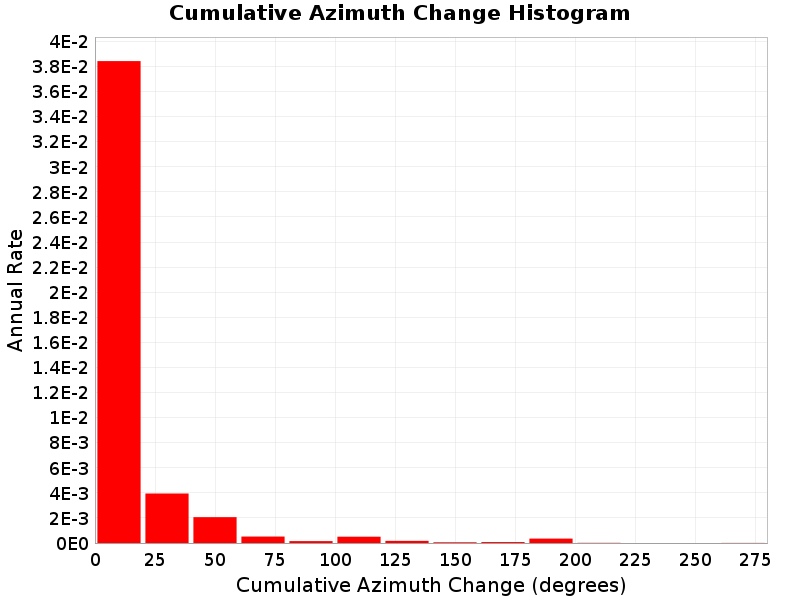 Cumulative Azimuth Change Histogram
4E-2
3.8E-2
3.6E-2
3.4E-2
3.2E-2
3E-2
2.8E-2
2.6E-2
2.4E-2
2.2E-2
2E-2
1.8E-2
1.6E-2
1.4E-2
1.2E-2
1E-2
8E-3
6E-3
4E-3
2E-3
0E0
Annual Rate
0 25 50 75 100 125 150 175 200 225 250 275
Cumulative Azimuth Change (degrees)